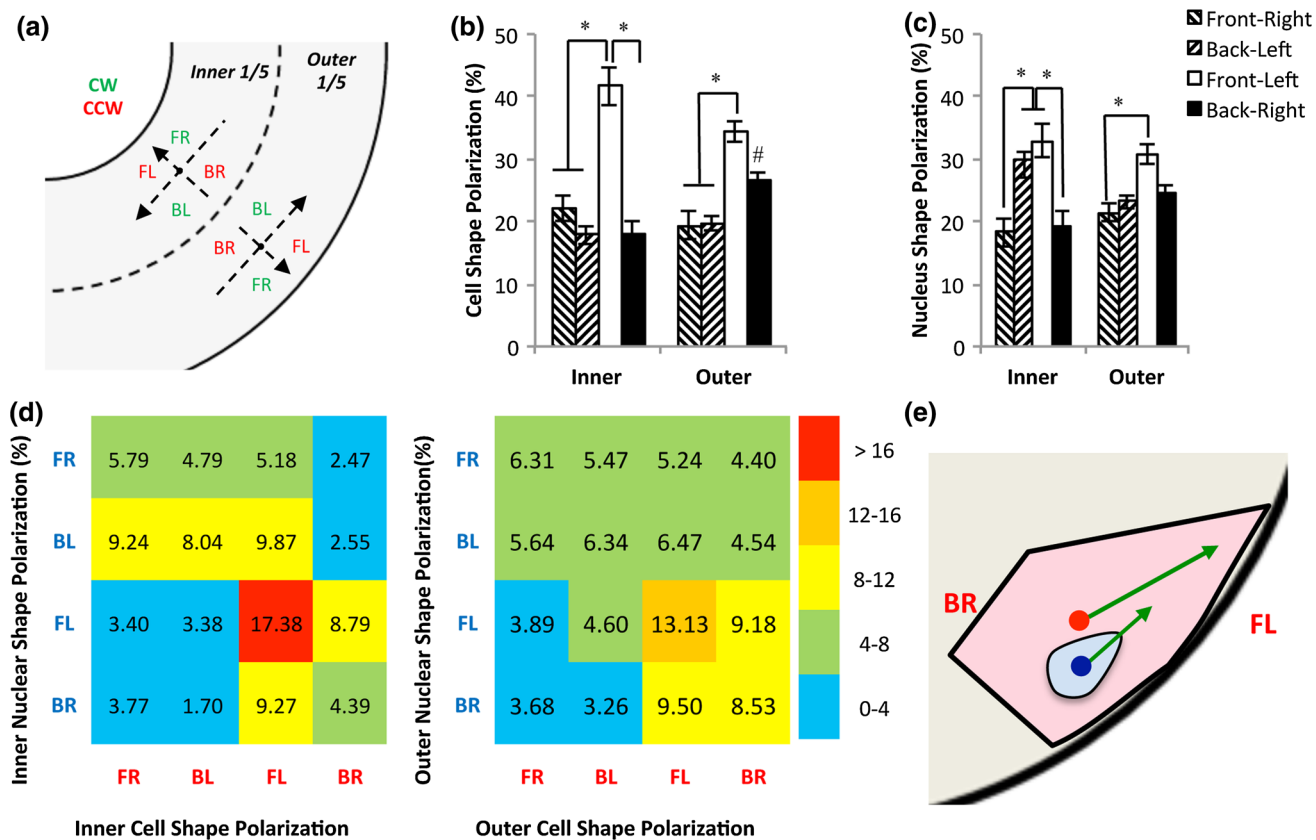 (a)
CW
CCW
Inner 1/5
Outer
1/5
FR
FL
BR
BL
BL
BR
FL
FR
(b)
Cell Shape Polarization (%)
50
40
30
20
10
0
*
*
*
#
Inner
Outer
(c)
Nucleus Shape Polarization (%)
50
40
30
20
10
0
*
*
*
Inner
Outer
Front-Right
Back-Left
Front-Left
Back-Right
(d)
Inner Nuclear Shape Polarization (%)
FR 5.79 4.79 5.18 2.47
BL 9.24 8.04 9.87 2.55
FL 3.40 3.38 17.38 8.79
BR 3.77 1.70 9.27 4.39
FR BL FL BR
Inner Cell Shape Polarization
Outer Nuclear Shape Polarization(%)
FR 6.31 5.47 5.24 4.40
BL 5.64 6.34 6.47 4.54
FL 3.89 4.60 13.13 9.18
BR 3.68 3.26 9.50 8.53
FR BL FL BR
Outer Cell Shape Polarization
> 16
12-16
8-12
4-8
0-4
(e)
BR
FL